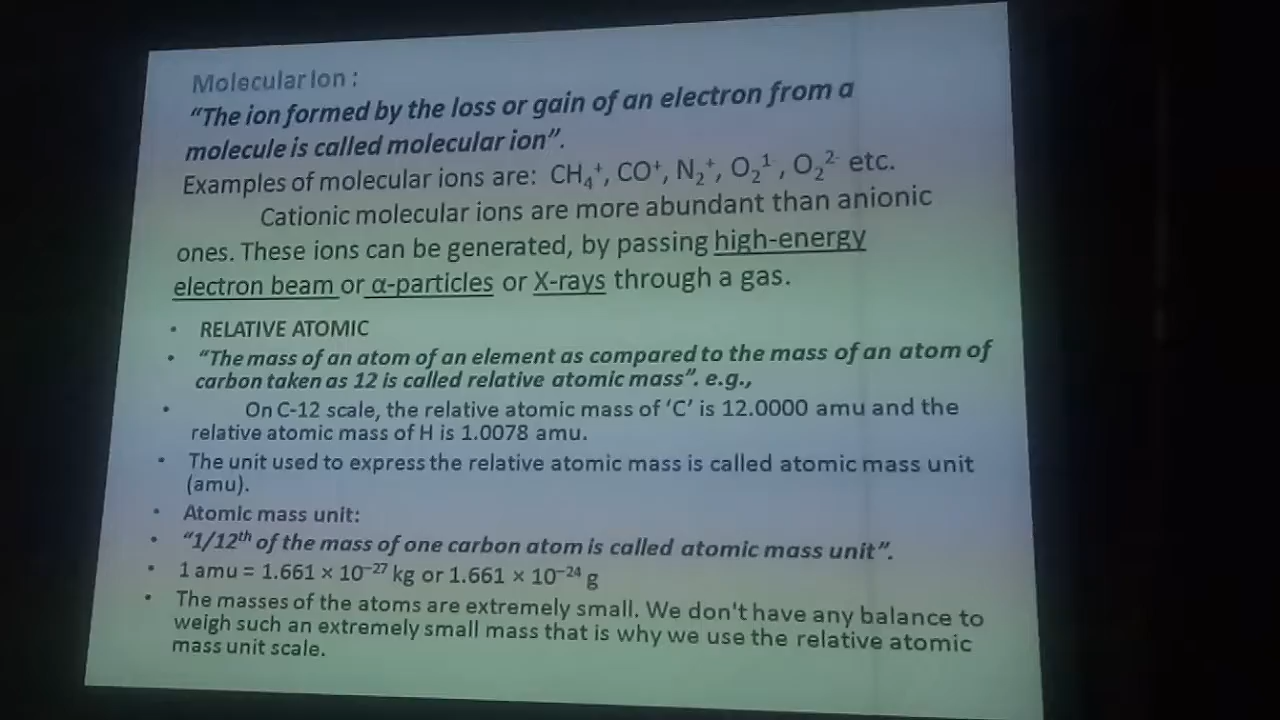 Molecular Ion :
“The ion formed by the loss or gain of an electron from a
molecule is called molecular ion”.
Examples of molecular ions are: CH₄⁺, CO⁺, N₂⁺, O₂¹⁻, O₂²⁻ etc.
Cationic molecular ions are more abundant than anionic
ones. These ions can be generated, by passing high-energy
electron beam or α-particles or X-rays through a gas.
• RELATIVE ATOMIC
• “The mass of an atom of an element as compared to the mass of an atom of
carbon taken as 12 is called relative atomic mass”. e.g.,
• On C-12 scale, the relative atomic mass of ‘C’ is 12.0000 amu and the
relative atomic mass of H is 1.0078 amu.
• The unit used to express the relative atomic mass is called atomic mass unit
(amu).
• Atomic mass unit:
• “1/12ᵗʰ of the mass of one carbon atom is called atomic mass unit”.
• 1 amu = 1.661 × 10⁻²⁷ kg or 1.661 × 10⁻²⁴ g
• The masses of the atoms are extremely small. We don't have any balance to
weigh such an extremely small mass that is why we use the relative atomic
mass unit scale.